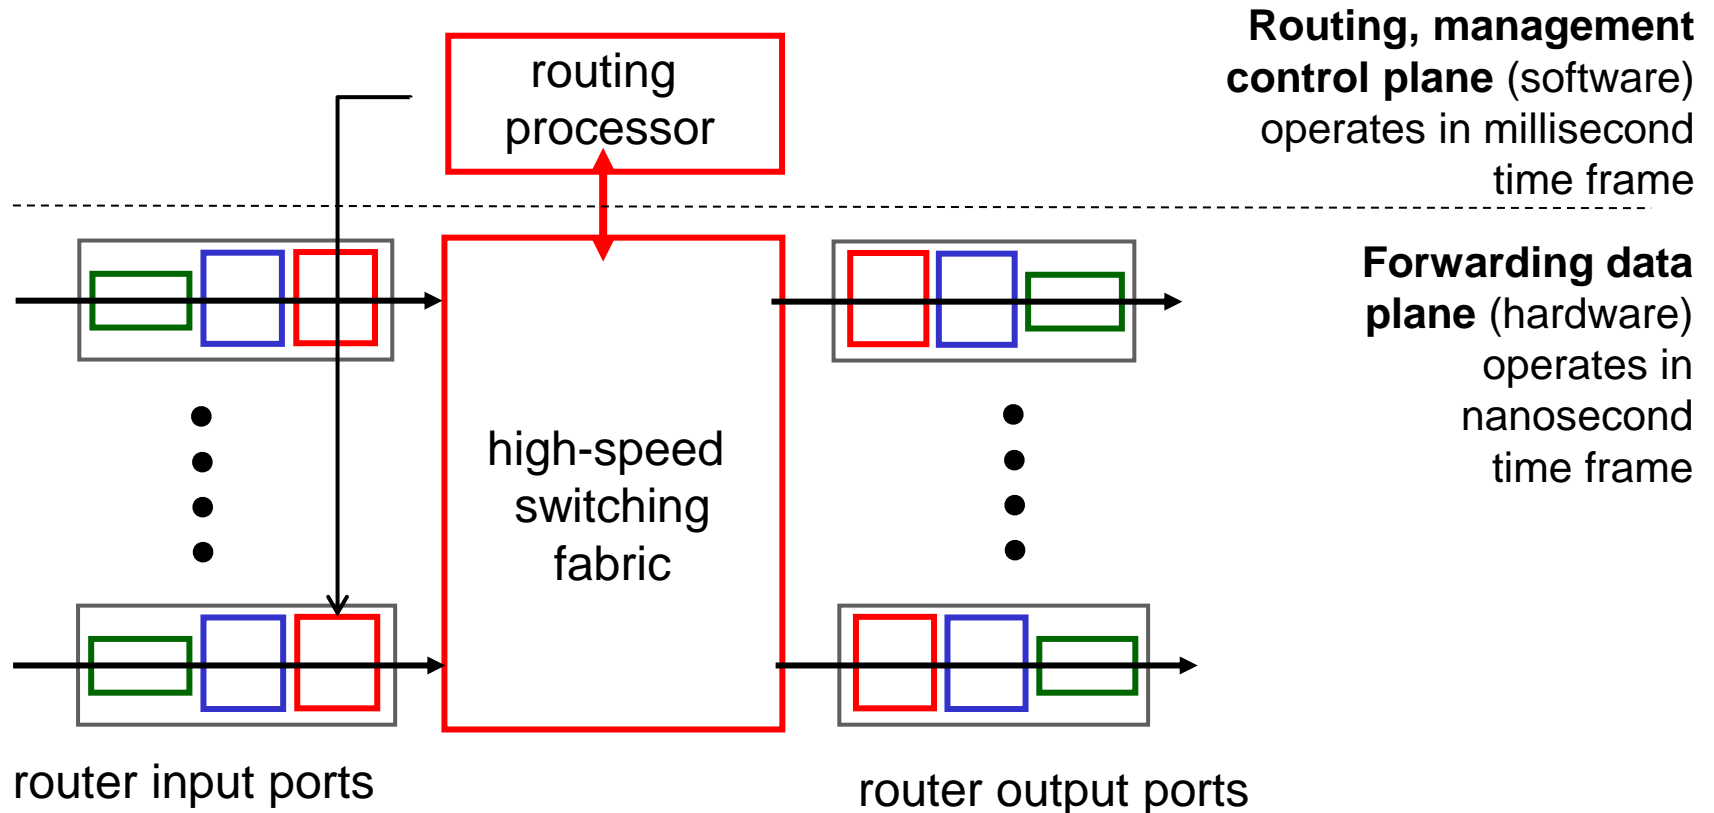 routing
processor
Routing, management
control plane (software)
operates in millisecond
time frame
Forwarding data
plane (hardware)
operates in
nanosecond
time frame
high-speed
switching
fabric
router input ports
router output ports